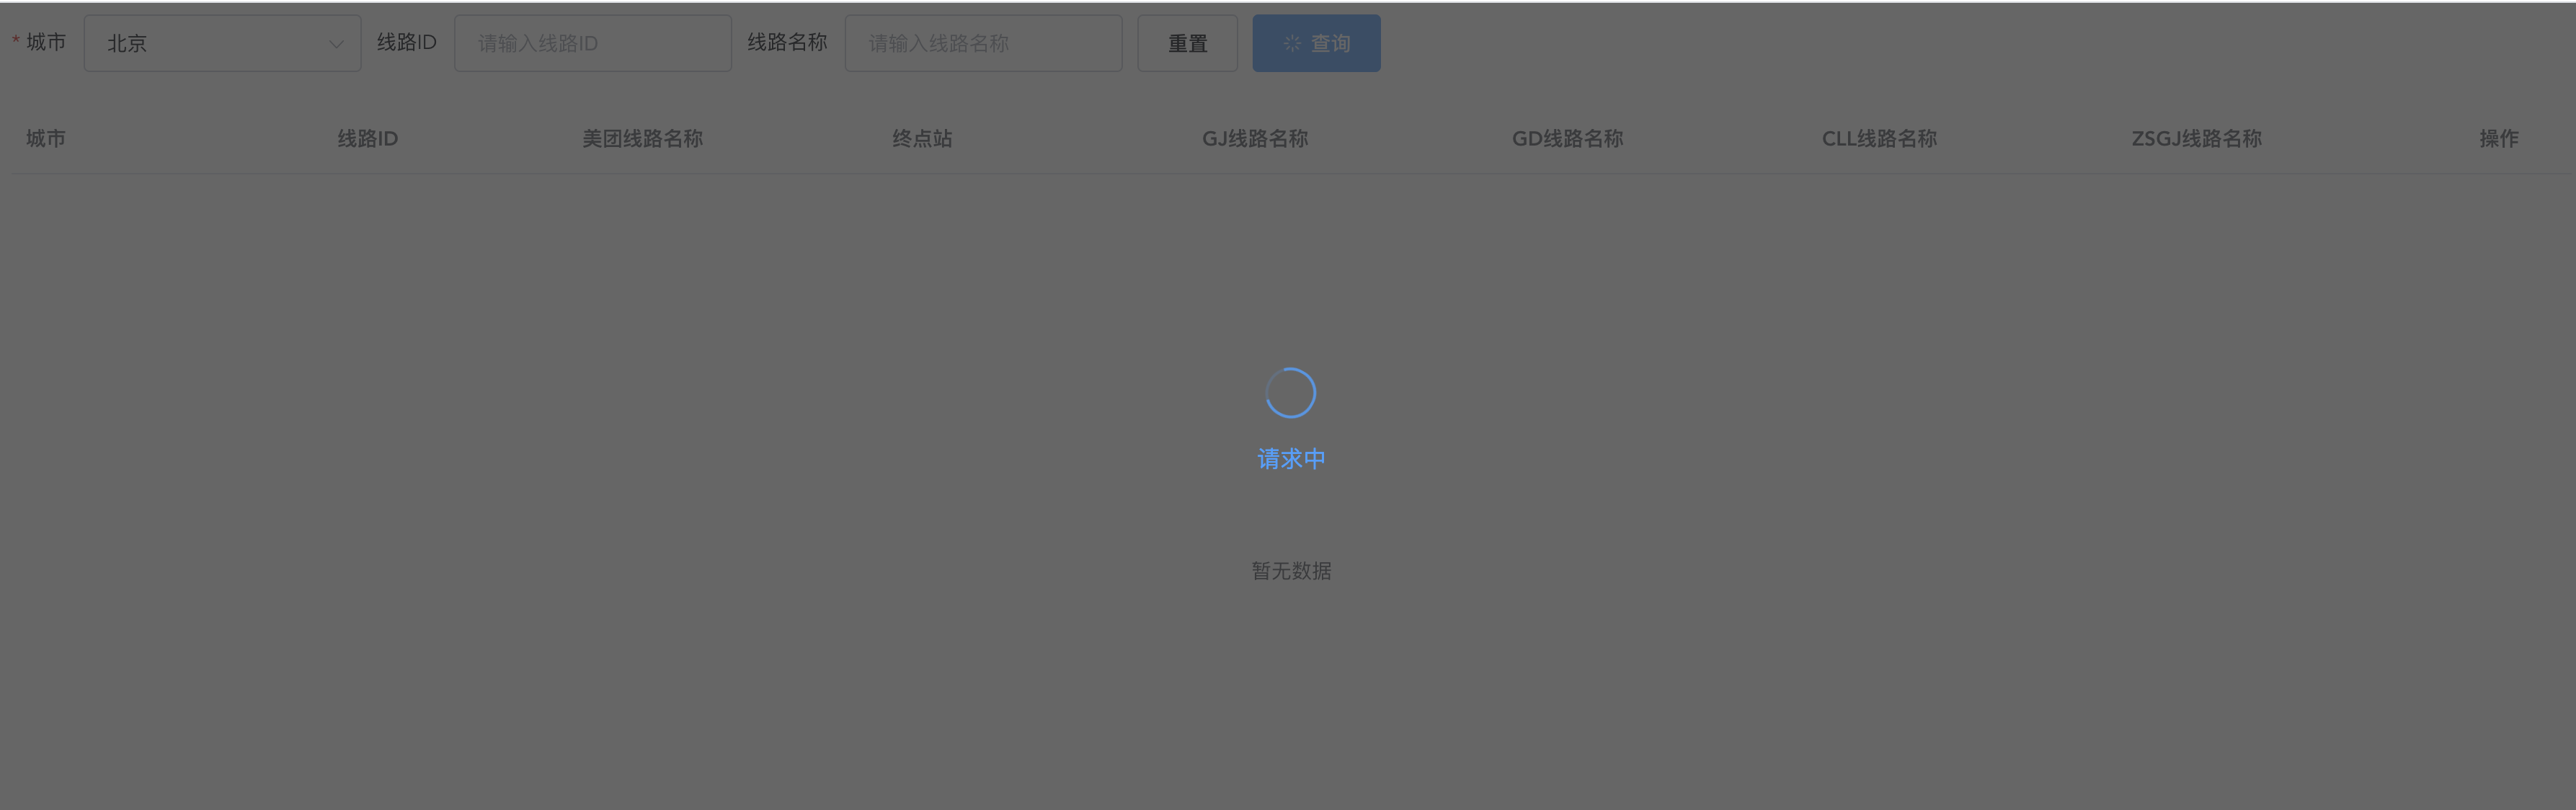 * 城市 北京 线路ID 请输入线路ID 线路名称 请输入线路名称 重置 查询
城市 线路ID 美团线路名称 终点站 GJ线路名称 GD线路名称 CLL线路名称 ZSGJ线路名称 操作
请求中
暂无数据